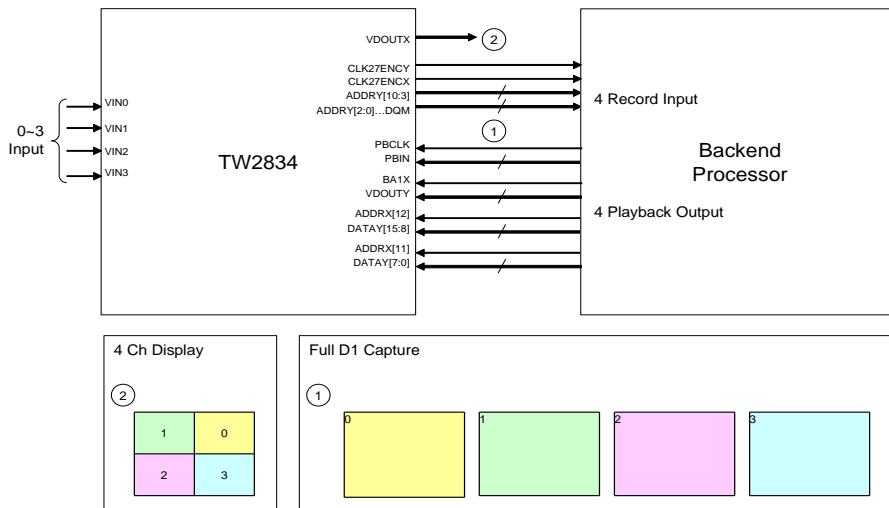 VDOUTX
2
CLK27ENCY
CLK27ENCX
ADDRY[10:3]
ADDRY[2:0]...DQM
4 Record Input
VIN0
VIN1
VIN2
VIN3
0~3
Input
TW2834
1
PBCLK
PBIN
BA1X
VDOUTY
ADDRX[12]
DATAY[15:8]
ADDRX[11]
DATAY[7:0]
Backend
Processor
4 Playback Output
4 Ch Display
2
1
0
2
3
Full D1 Capture
1
0
1
2
3